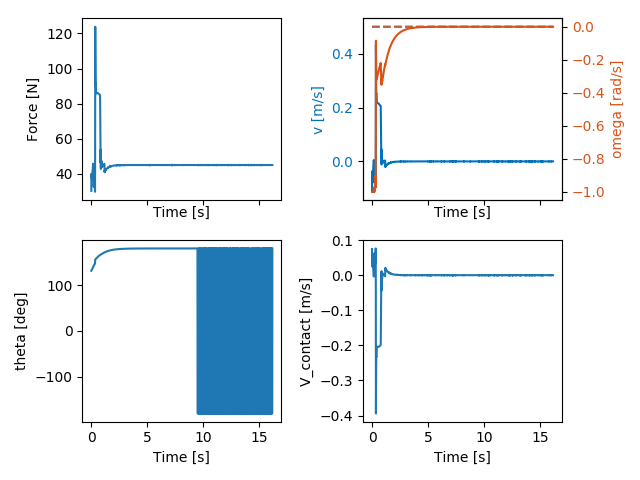 Force [N]
120
100
80
60
40
Time [s]
v [m/s]
0.4
0.2
0.0
omega [rad/s]
0.0
−0.2
−0.4
−0.6
−0.8
−1.0
Time [s]
theta [deg]
100
0
−100
0 5 10 15
Time [s]
V_contact [m/s]
0.1
0.0
−0.1
−0.2
−0.3
−0.4
0 5 10 15
Time [s]